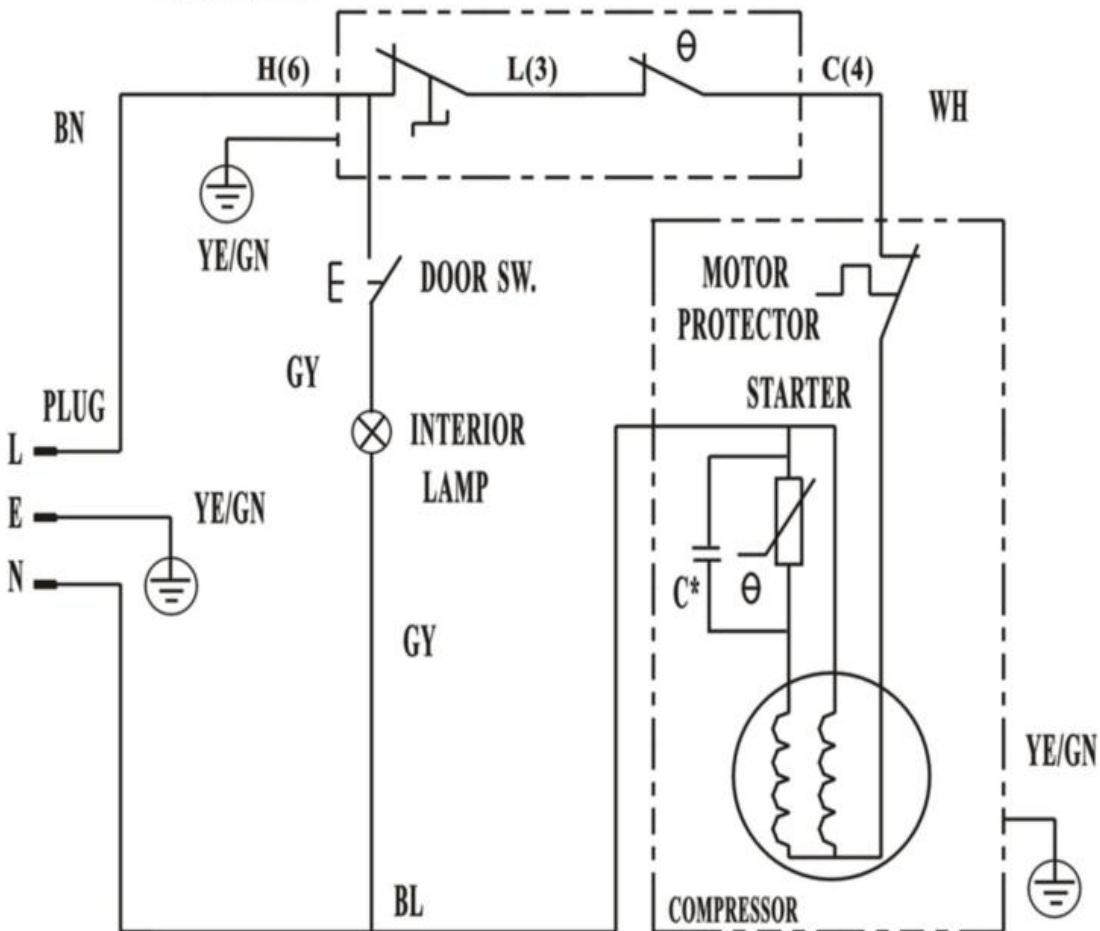 H(6)
L(3)
θ
C(4)
BN
WH
YE/GN
DOOR SW.
MOTOR
PROTECTOR
GY
STARTER
PLUG
L
INTERIOR
LAMP
E
YE/GN
N
C*
θ
GY
YE/GN
BL
COMPRESSOR